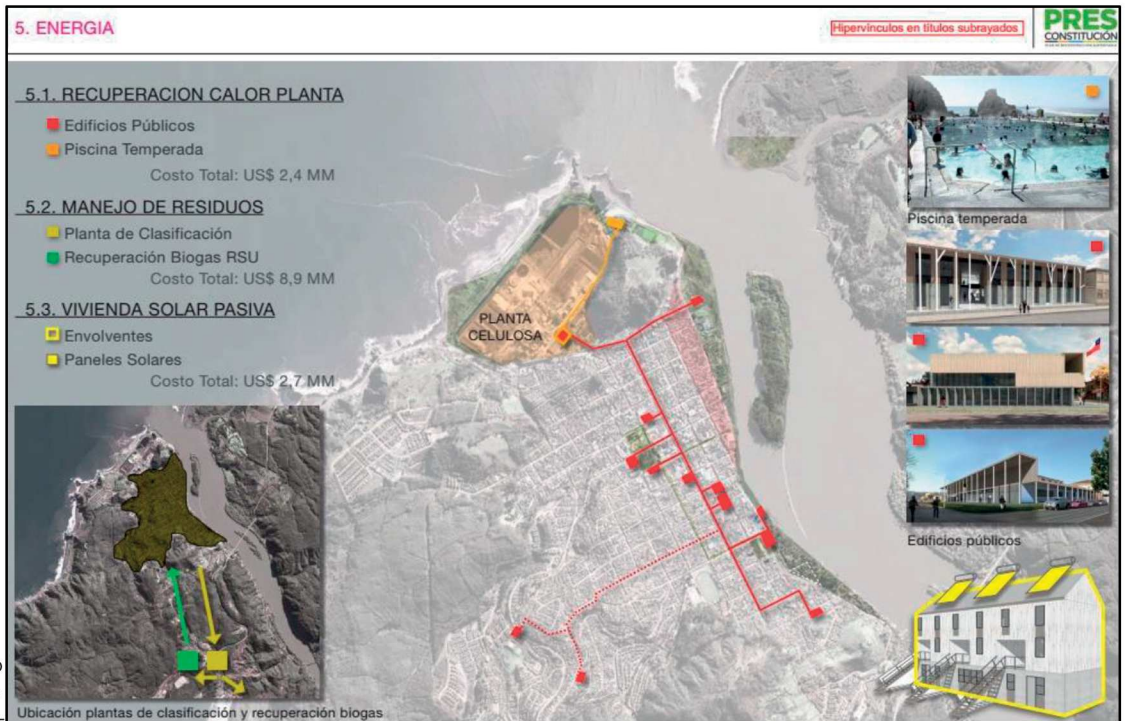 5. ENERGIA
Hipervínculos en títulos subrayados
PRES
CONSTITUCIÓN
5.1. RECUPERACION CALOR PLANTA
Edificios Públicos
Piscina Temperada
Costo Total: US$ 2,4 MM
5.2. MANEJO DE RESIDUOS
Planta de Clasificación
Recuperación Biogas RSU
Costo Total: US$ 8,9 MM
5.3. VIVIENDA SOLAR PASIVA
Envolventes
Paneles Solares
Costo Total: US$ 2,7 MM
PLANTA
CELULOSA
Piscina temperada
Edificios públicos
Ubicación plantas de clasificación y recuperación biogas